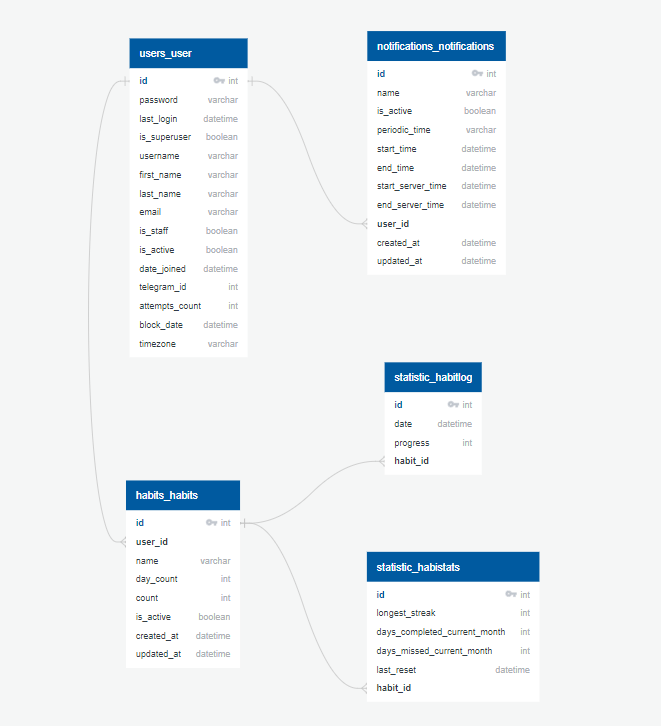 users_user
id int
password varchar
last_login datetime
is_superuser boolean
username varchar
first_name varchar
last_name varchar
email varchar
is_staff boolean
is_active boolean
date_joined datetime
telegram_id int
attempts_count int
block_date datetime
timezone varchar
notifications_notifications
id int
name varchar
is_active boolean
periodic_time varchar
start_time datetime
end_time datetime
start_server_time datetime
end_server_time datetime
user_id
created_at datetime
updated_at datetime
statistic_habitlog
id int
date datetime
progress int
habit_id
habits_habits
id int
user_id
name varchar
day_count int
count int
is_active boolean
created_at datetime
updated_at datetime
statistic_habistats
id int
longest_streak int
days_completed_current_month int
days_missed_current_month int
last_reset datetime
habit_id